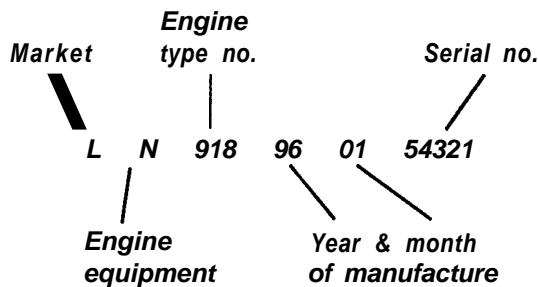 Engine
Market type no. Serial no.
L N 918 96 01 54321
Engine Year & month
equipment of manufacture